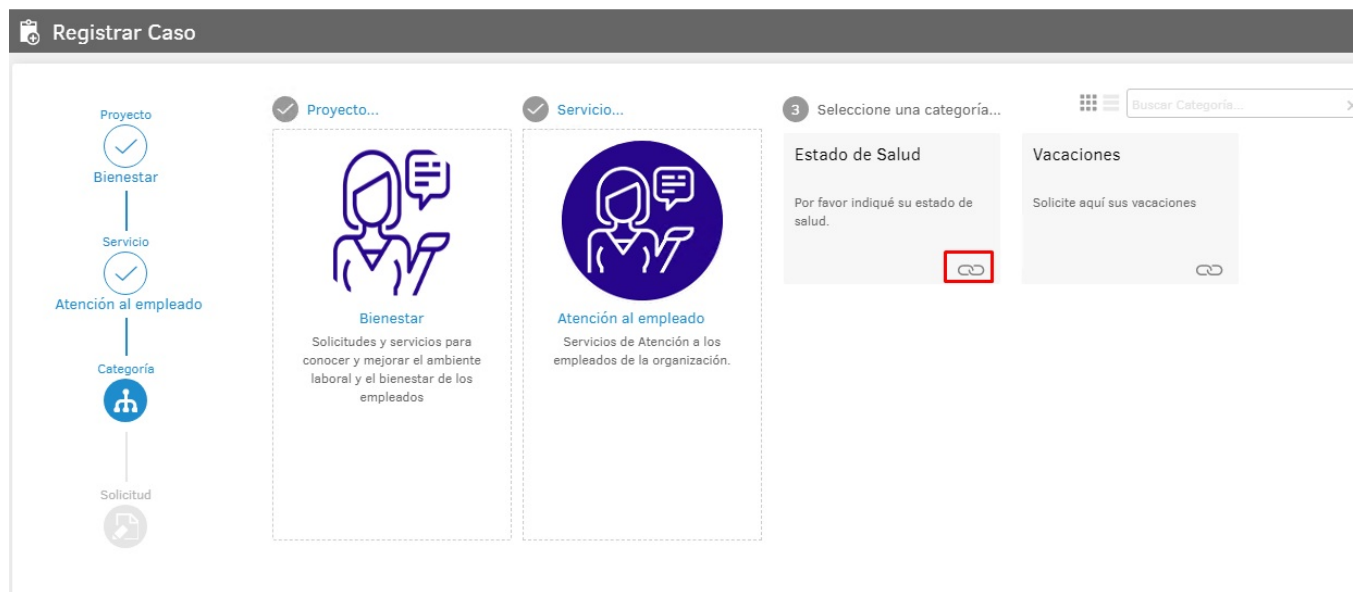 Registrar Caso
Proyecto
Bienestar
Servicio
Atención al empleado
Categoría
Solicitud
Proyecto...
Bienestar
Solicitudes y servicios para
conocer y mejorar el ambiente
laboral y el bienestar de los
empleados
Servicio...
Atención al empleado
Servicios de Atención a los
empleados de la organización.
3 Seleccione una categoría...
Buscar Categoría...
Estado de Salud
Por favor indiqué su estado de
salud.
Vacaciones
Solicite aquí sus vacaciones